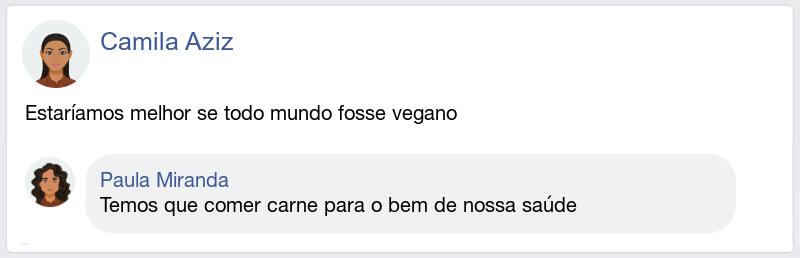 Camila Aziz
Estaríamos melhor se todo mundo fosse vegano
Paula Miranda
Temos que comer carne para o bem de nossa saúde